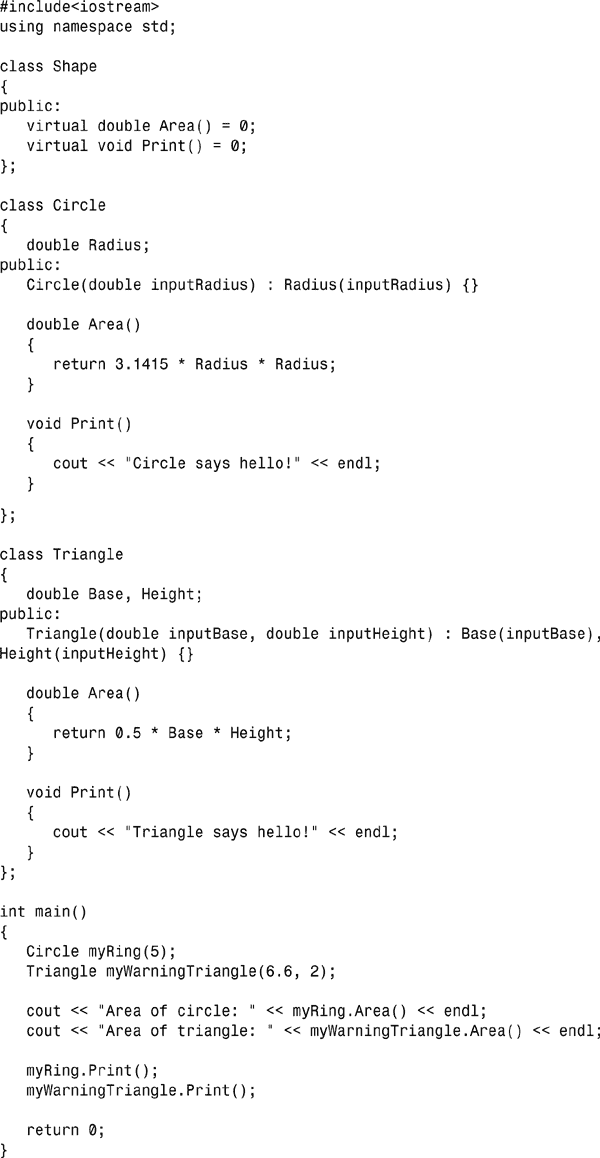 #include<iostream>
using namespace std;

class Shape
{
public:
   virtual double Area() = 0;
   virtual void Print() = 0;
};

class Circle
{
   double Radius;
public:
   Circle(double inputRadius) : Radius(inputRadius) {}

   double Area()
   {
      return 3.1415 * Radius * Radius;
   }

   void Print()
   {
      cout << "Circle says hello!" << endl;
   }

};

class Triangle
{
   double Base, Height;
public:
   Triangle(double inputBase, double inputHeight) : Base(inputBase),
Height(inputHeight) {}

   double Area()
   {
      return 0.5 * Base * Height;
   }

   void Print()
   {
      cout << "Triangle says hello!" << endl;
   }
};

int main()
{
   Circle myRing(5);
   Triangle myWarningTriangle(6.6, 2);

   cout << "Area of circle: " << myRing.Area() << endl;
   cout << "Area of triangle: " << myWarningTriangle.Area() << endl;

   myRing.Print();
   myWarningTriangle.Print();

   return 0;
}